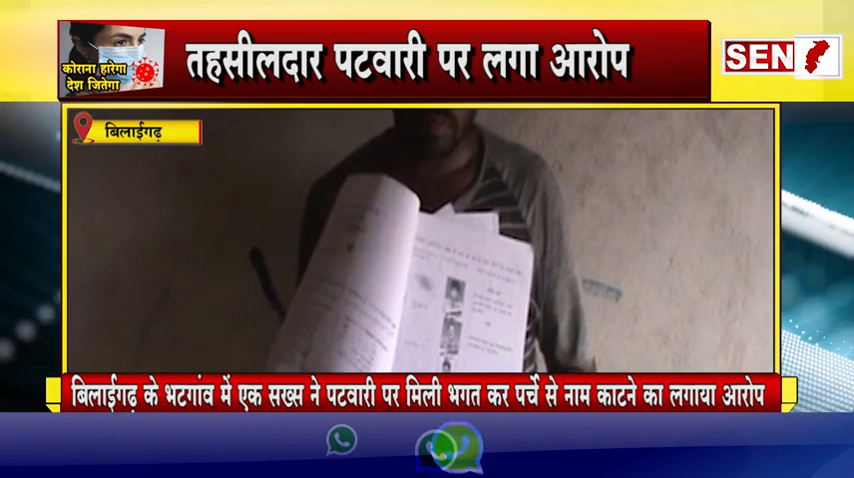 कोराना हारेगा
देश जितेगा
तहसीलदार पटवारी पर लगा आरोप
SEN
बिलाईगढ़
बिलाईगढ़ के भटगांव में एक सख्स ने पटवारी पर मिली भगत कर पर्चे से नाम काटने का लगाया आरोप